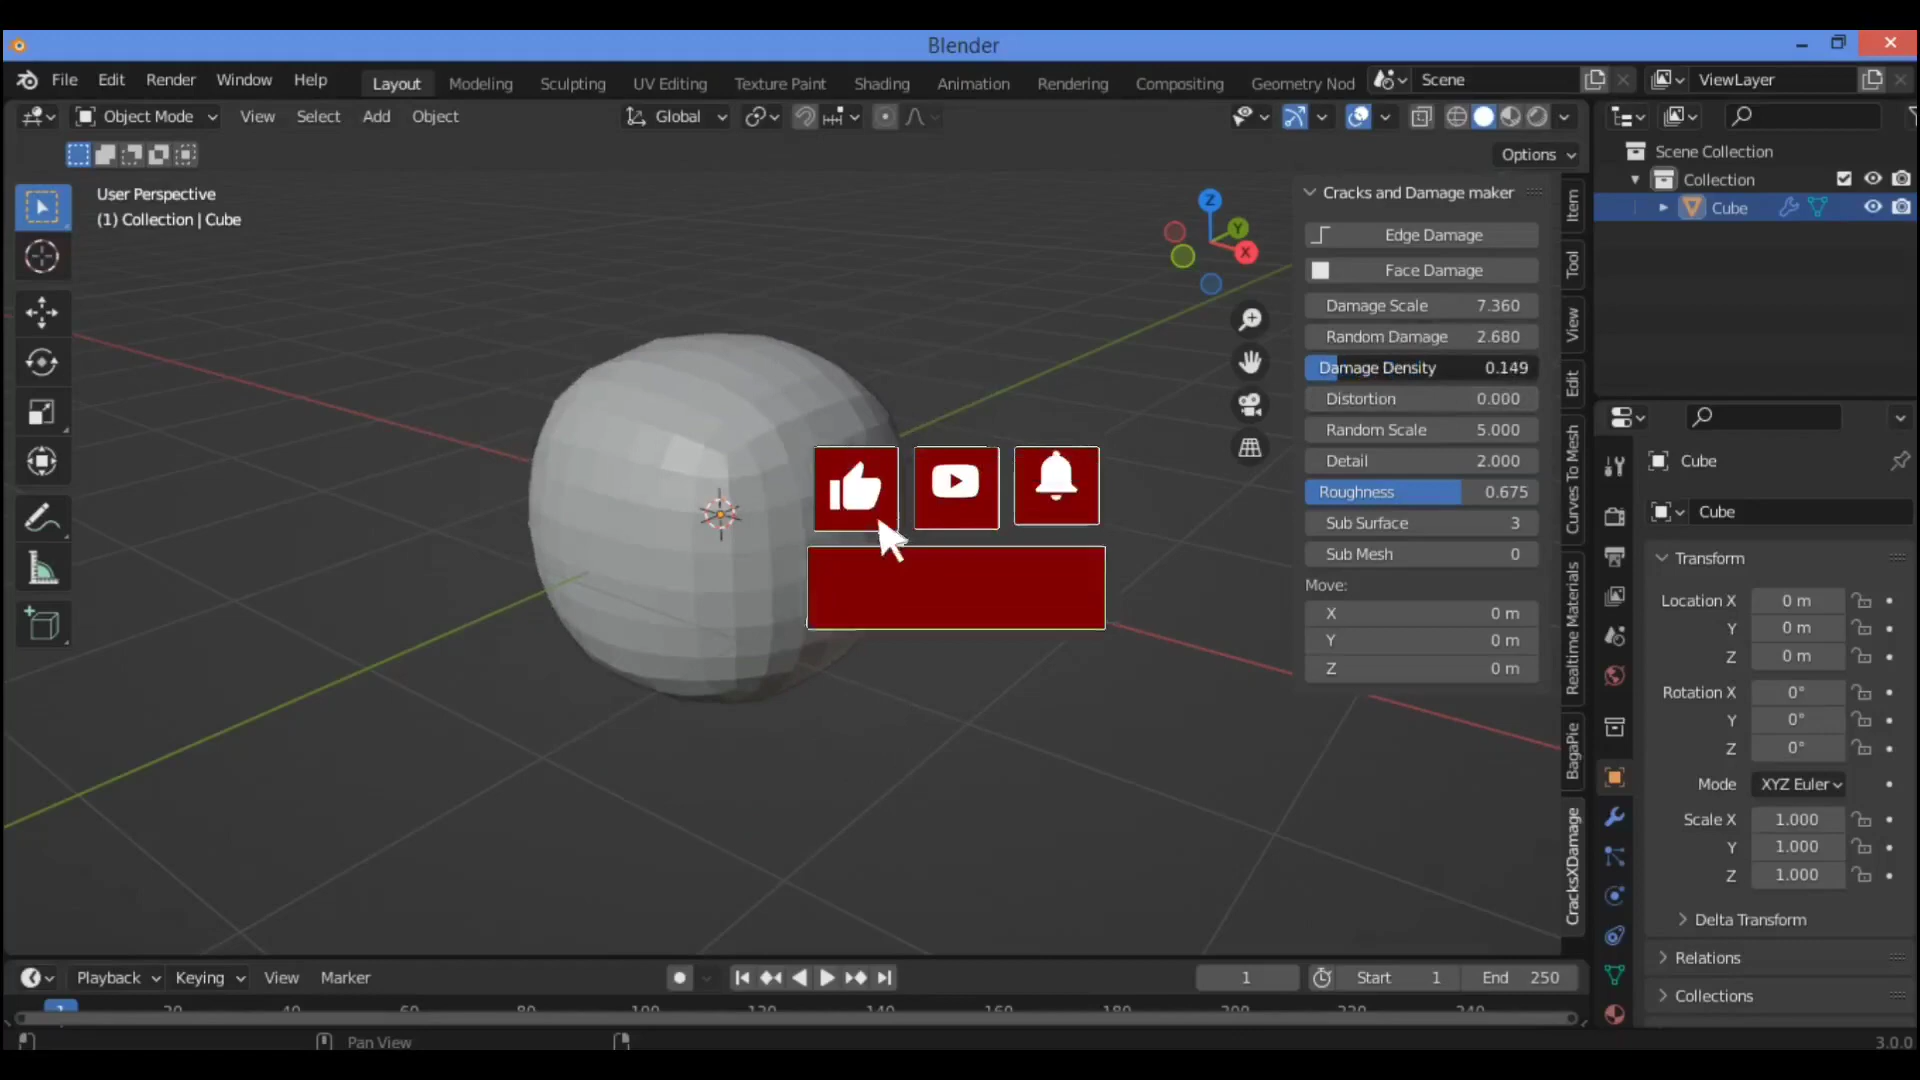 Blender
File Edit Render Window Help
Layout Modeling Sculpting UV Editing Texture Paint Shading Animation Rendering Compositing Geometry Nod
Scene
ViewLayer
Object Mode View Select Add Object
Global
Options
User Perspective
(1) Collection | Cube
Z
Y
X
Cracks and Damage maker
Edge Damage
Face Damage
Damage Scale 7.360
Random Damage 2.680
Damage Density 0.149
Distortion 0.000
Random Scale 5.000
Detail 2.000
Roughness 0.675
Sub Surface 3
Sub Mesh 0
Move:
X 0 m
Y 0 m
Z 0 m
Item
Tool
View
Edit
Curves To Mesh
Realtime Materials
BagaPie
CracksXDamage
Scene Collection
Collection
Cube
Cube
Cube
Transform
Location X 0 m
Y 0 m
Z 0 m
Rotation X 0°
Y 0°
Z 0°
Mode XYZ Euler
Scale X 1.000
Y 1.000
Z 1.000
Delta Transform
Relations
Collections
Playback Keying View Marker
1
Start 1
End 250
1 20 40 60 80 100 120 140 160 180 200 220 240
Pan View
3.0.0